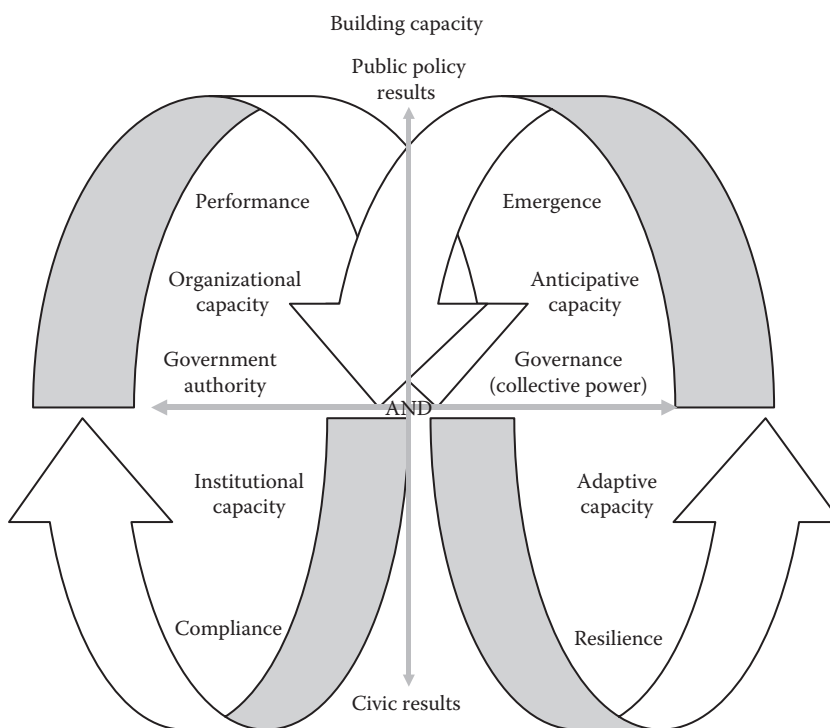 Building capacity
Public policy
results
Performance
Emergence
Organizational
capacity
Anticipative
capacity
Government
authority
Governance
(collective power)
AND
Institutional
capacity
Adaptive
capacity
Compliance
Resilience
Civic results